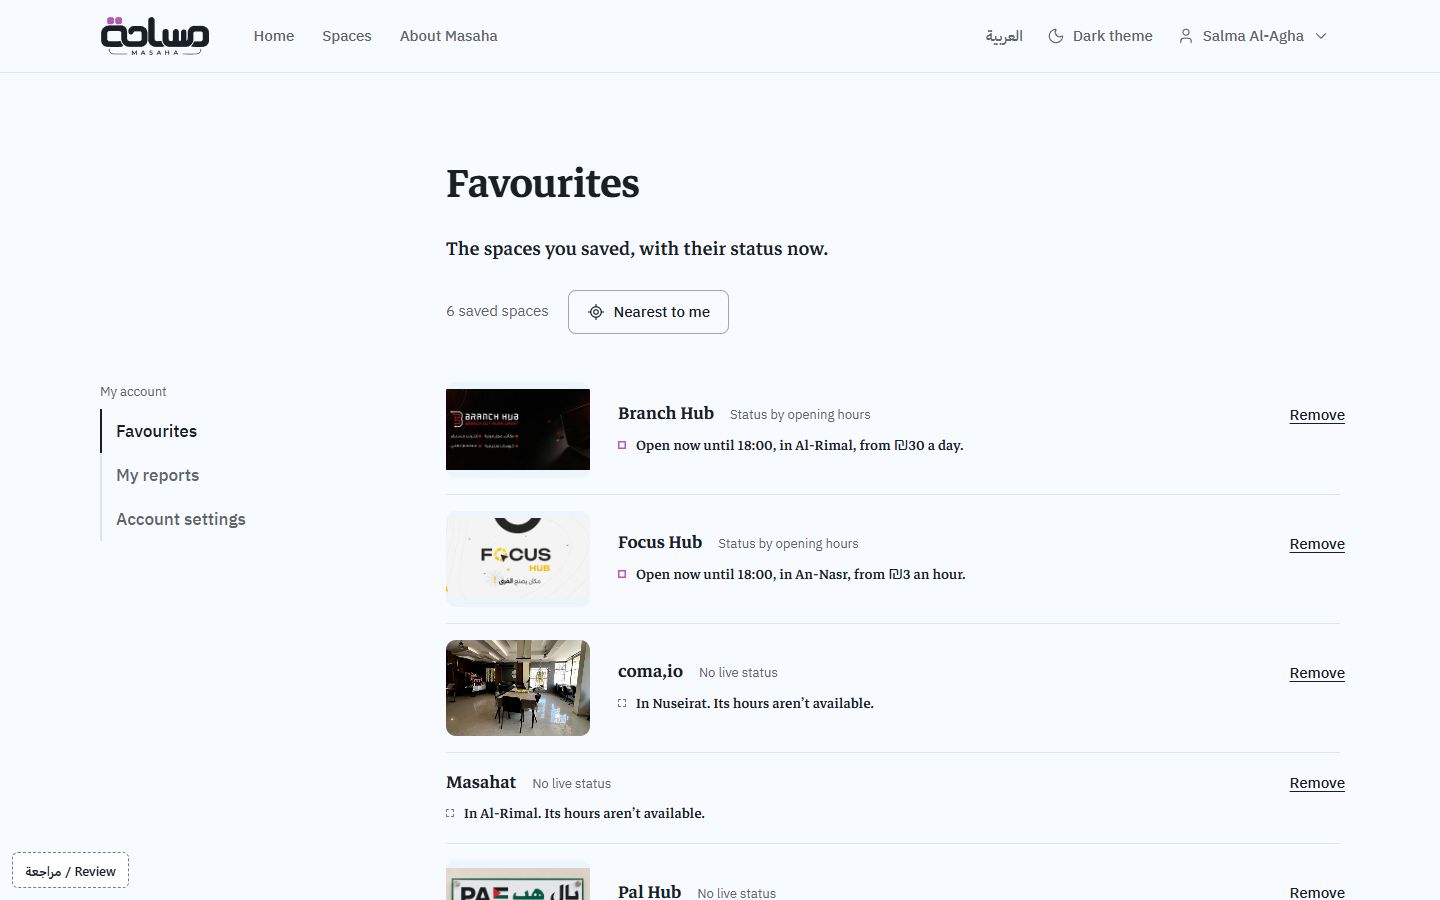 مساحة
MASAHA
Home
Spaces
About Masaha
العربية
Dark theme
Salma Al-Agha
Favourites
The spaces you saved, with their status now.
6 saved spaces
Nearest to me
My account
Favourites
My reports
Account settings
BRANCH HUB
Branch Hub
Status by opening hours
Open now until 18:00, in Al-Rimal, from ₪30 a day.
Remove
FOCUS
HUB
مكان يصنع الفرق !
Focus Hub
Status by opening hours
Open now until 18:00, in An-Nasr, from ₪3 an hour.
Remove
coma,io
No live status
In Nuseirat. Its hours aren’t available.
Remove
Masahat
No live status
In Al-Rimal. Its hours aren’t available.
Remove
بال هب
Pal Hub
No live status
Remove
مراجعة / Review